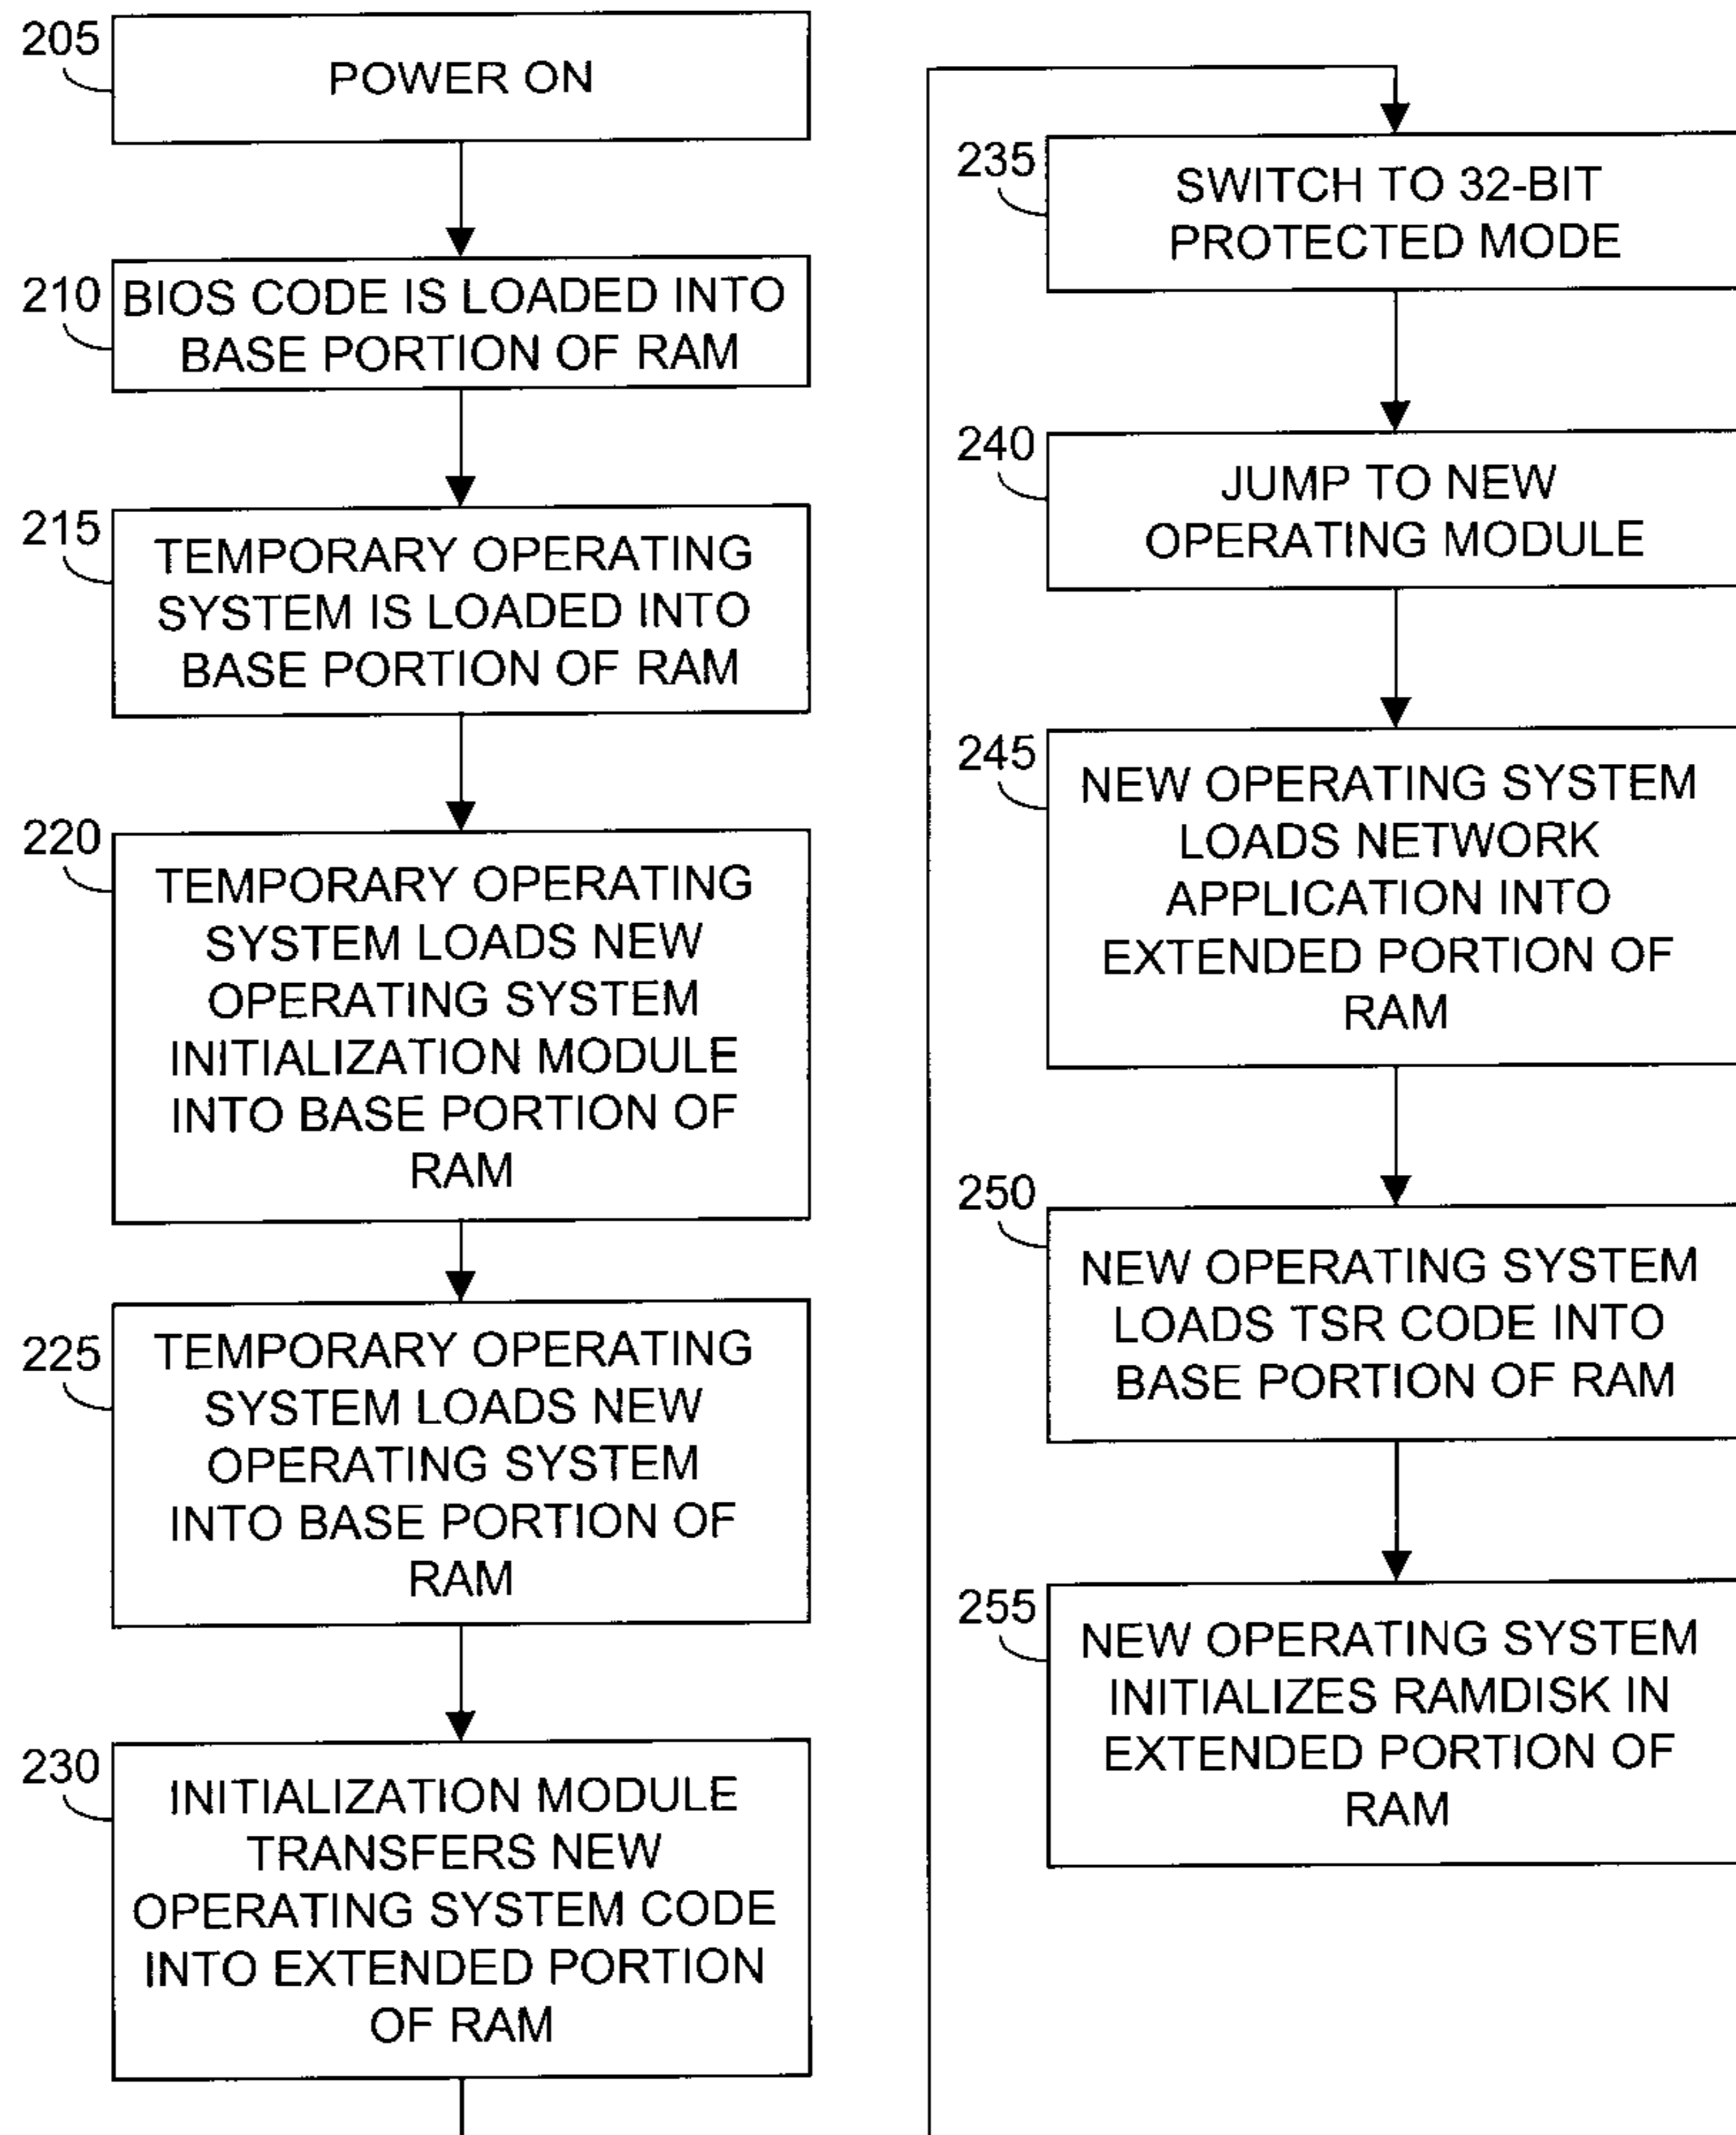 205
POWER ON
210
BIOS CODE IS LOADED INTO
BASE PORTION OF RAM
215
TEMPORARY OPERATING
SYSTEM IS LOADED INTO
BASE PORTION OF RAM
220
TEMPORARY OPERATING
SYSTEM LOADS NEW
OPERATING SYSTEM
INITIALIZATION MODULE
INTO BASE PORTION OF
RAM
225
TEMPORARY OPERATING
SYSTEM LOADS NEW
OPERATING SYSTEM
INTO BASE PORTION OF
RAM
230
INITIALIZATION MODULE
TRANSFERS NEW
OPERATING SYSTEM CODE
INTO EXTENDED PORTION
OF RAM
235
SWITCH TO 32-BIT
PROTECTED MODE
240
JUMP TO NEW
OPERATING MODULE
245
NEW OPERATING SYSTEM
LOADS NETWORK
APPLICATION INTO
EXTENDED PORTION OF
RAM
250
NEW OPERATING SYSTEM
LOADS TSR CODE INTO
BASE PORTION OF RAM
255
NEW OPERATING SYSTEM
INITIALIZES RAMDISK IN
EXTENDED PORTION OF
RAM